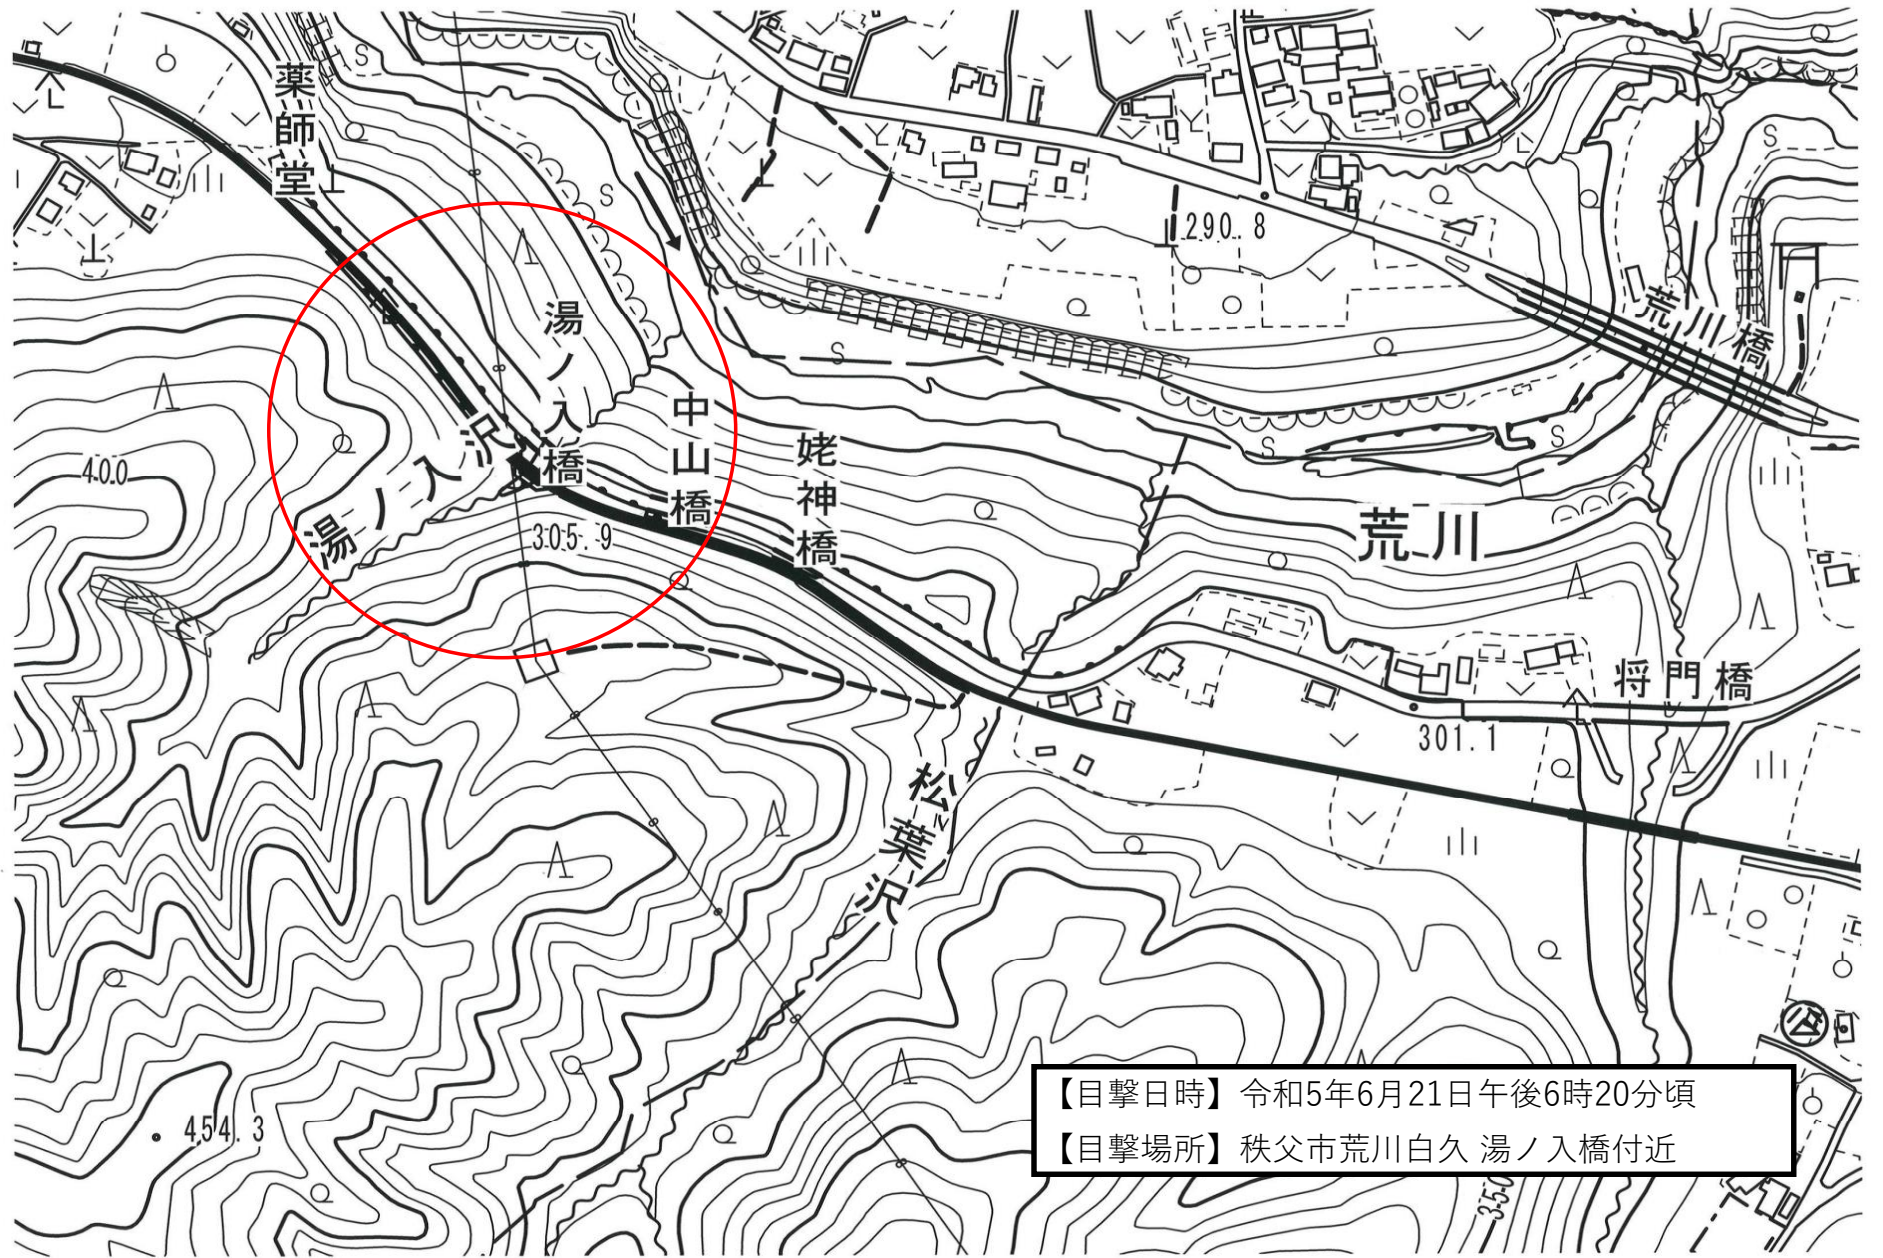 薬師堂
湯ノ入橋
中山橋
姥神橋
湯ノ入沢
荒川橋
荒川
将門橋
松葉沢
290.8
400
305.9
301.1
454.3
350
S
S
S
S
S
S
【目撃日時】令和5年6月21日午後6時20分頃
【目撃場所】秩父市荒川白久 湯ノ入橋付近